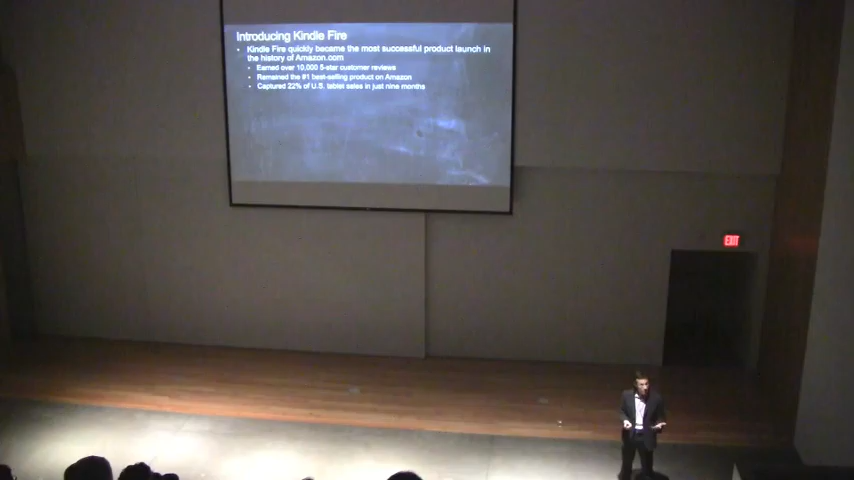 Introducing Kindle Fire
• Kindle Fire quickly became the most successful product launch in
the history of Amazon.com
• Earned over 10,000 5-star customer reviews
• Remained the #1 best-selling product on Amazon
• Captured 22% of U.S. tablet sales in just nine months
EXIT